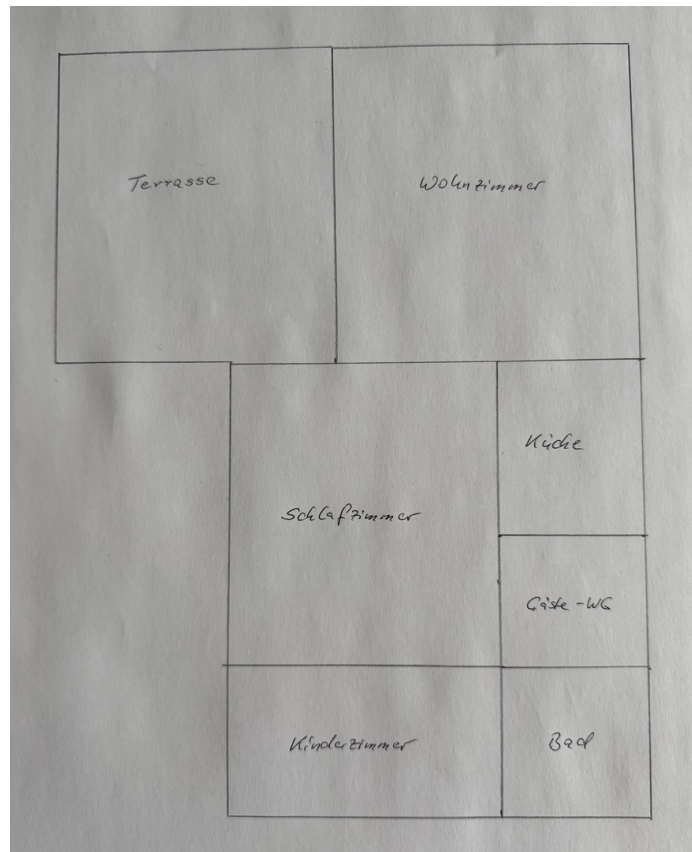 Terrasse
Wohnzimmer
Küche
Schlafzimmer
Gäste-WC
Kinderzimmer
Bad